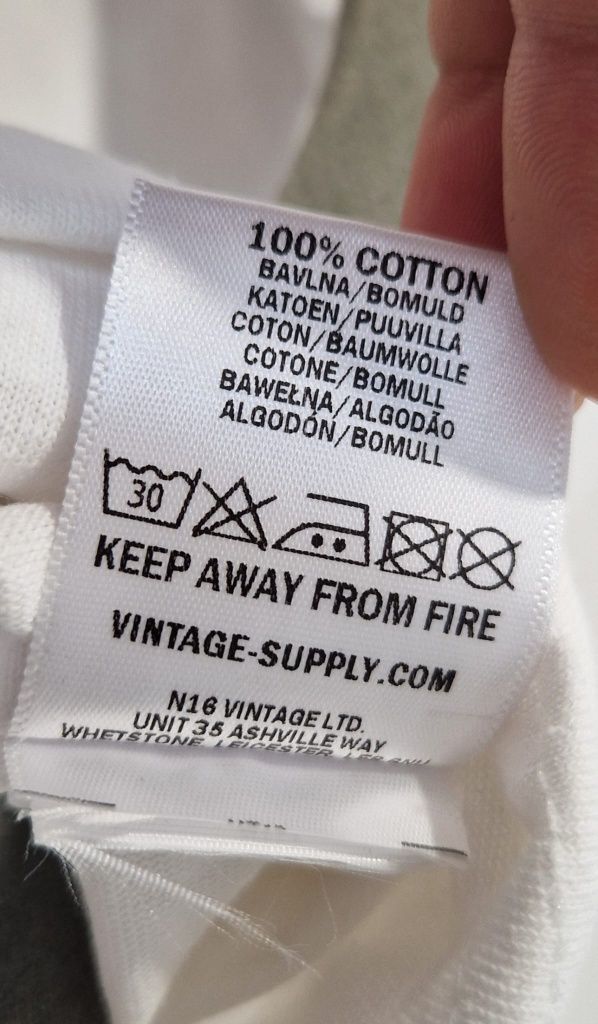 100% COTTON
BAVLNA/BOMULD
KATOEN/PUUVILLA
COTON/BAUMWOLLE
COTONE/BOMULL
BAWEŁNA/ALGODÃO
ALGODÓN/BOMULL
30
KEEP AWAY FROM FIRE
VINTAGE-SUPPLY.COM
N16 VINTAGE LTD.
UNIT 35 ASHVILLE WAY
WHETSTONE, LEICESTER,